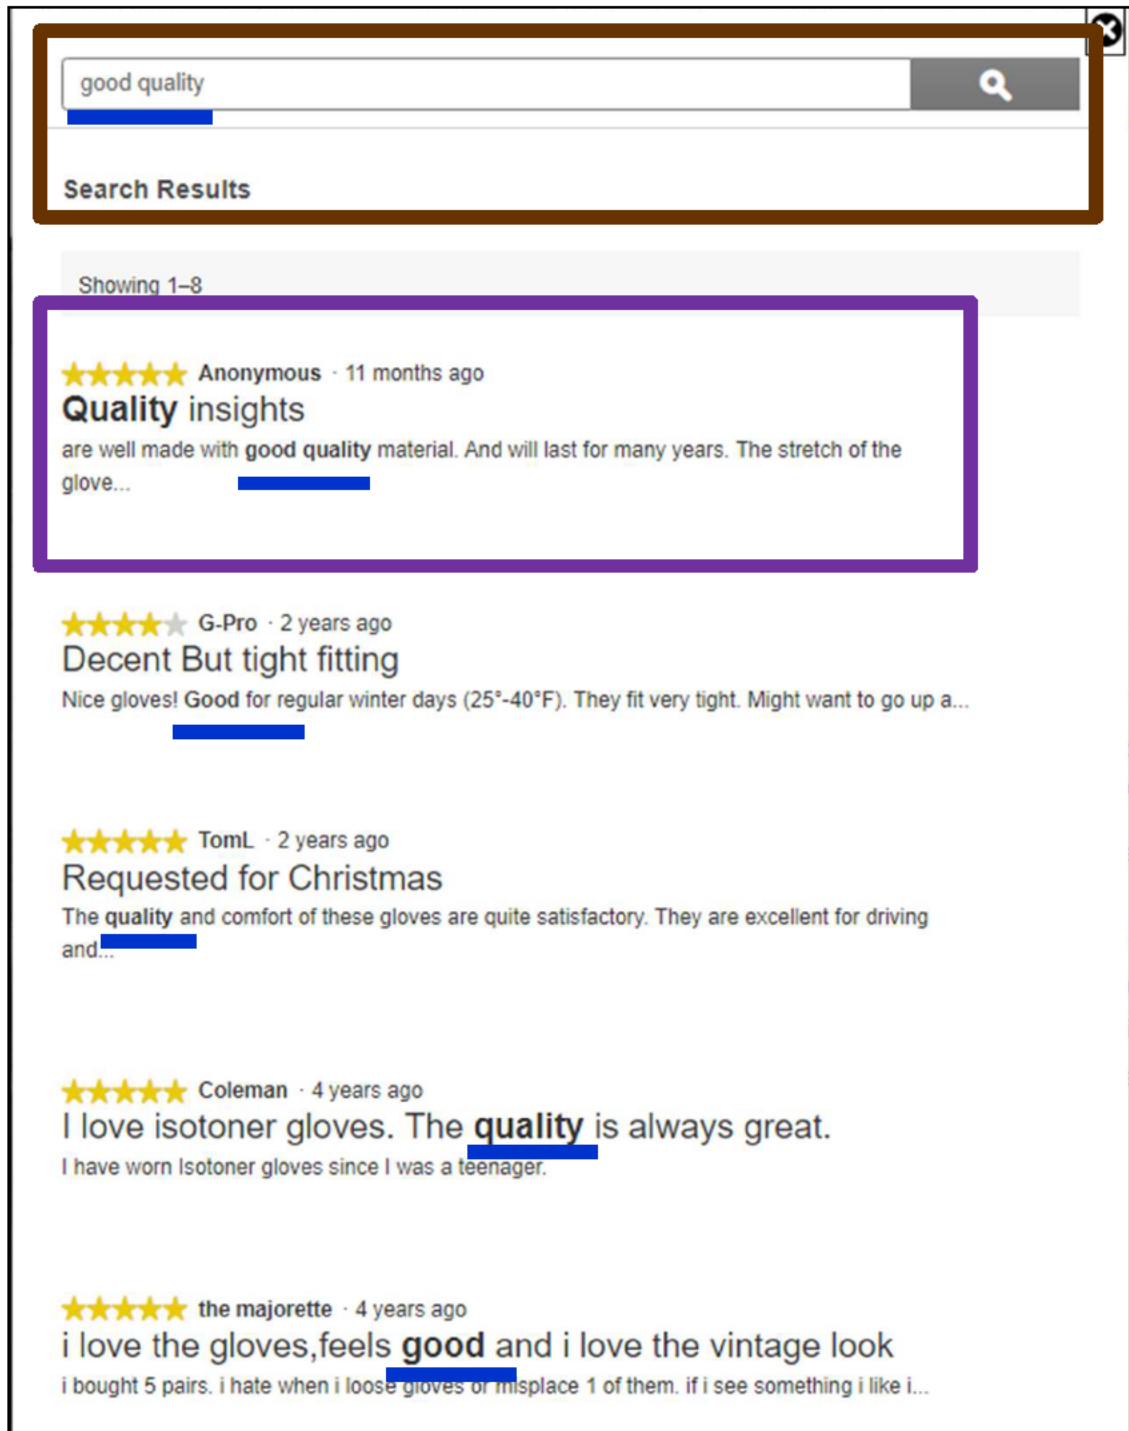 good quality
Search Results
Showing 1–8
Anonymous · 11 months ago
Quality insights
are well made with good quality material. And will last for many years. The stretch of the
glove...
G-Pro · 2 years ago
Decent But tight fitting
Nice gloves! Good for regular winter days (25°-40°F). They fit very tight. Might want to go up a...
TomL · 2 years ago
Requested for Christmas
The quality and comfort of these gloves are quite satisfactory. They are excellent for driving
and...
Coleman · 4 years ago
I love isotoner gloves. The quality is always great.
I have worn Isotoner gloves since I was a teenager.
the majorette · 4 years ago
i love the gloves,feels good and i love the vintage look
i bought 5 pairs. i hate when i loose gloves or misplace 1 of them. if i see something i like i...